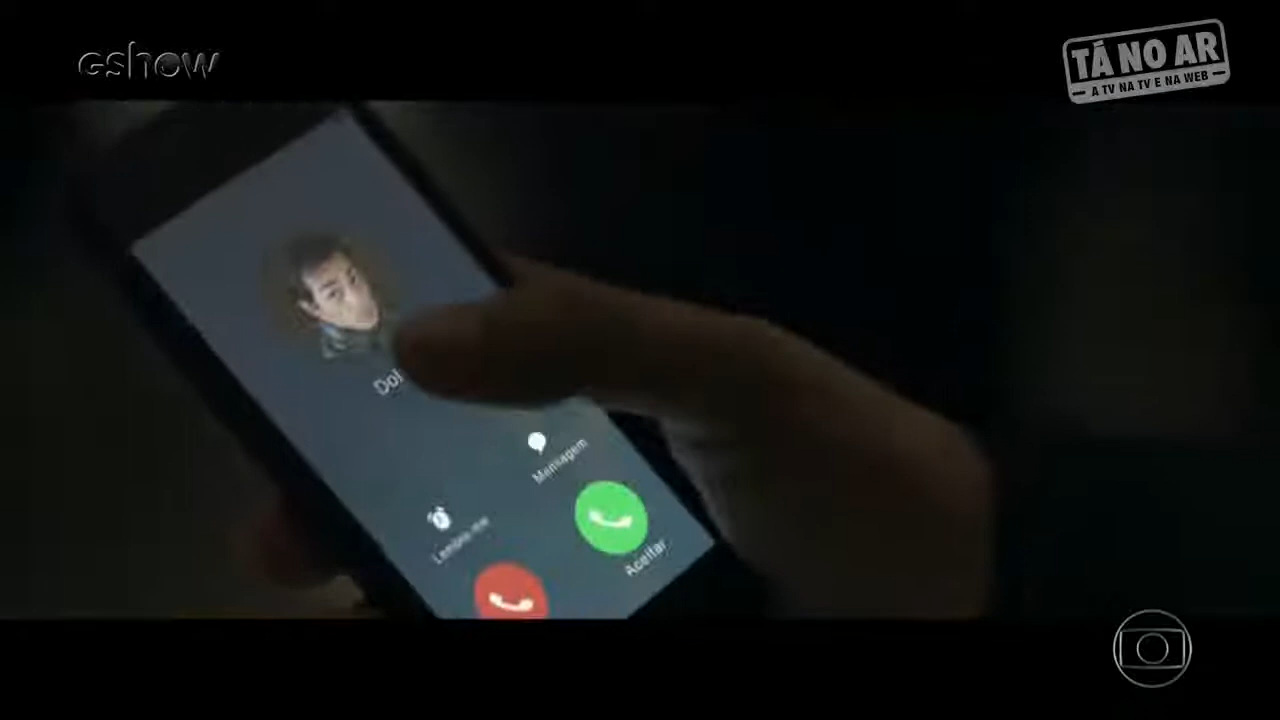 gshow
TÁ NO AR
A TV NA TV E NA WEB
Mensagem
Lembre-me
Aceitar